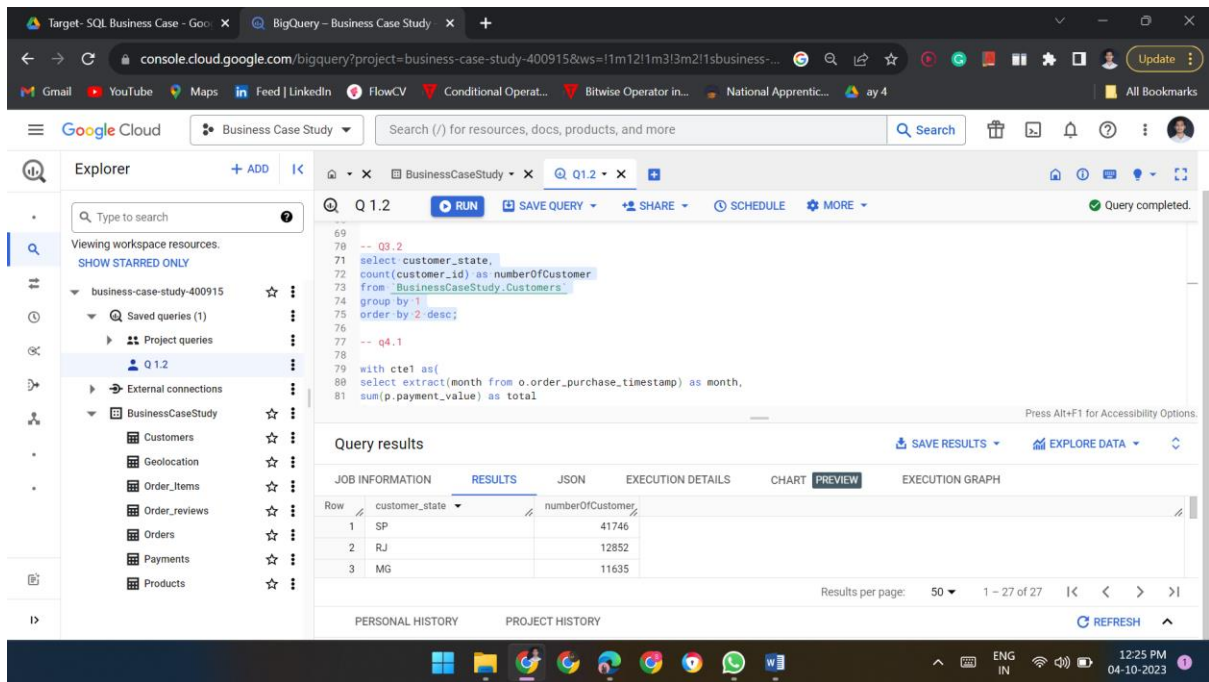 Target- SQL Business Case - Goo
BigQuery – Business Case Study
console.cloud.google.com/bigquery?project=business-case-study-400915&ws=!1m12!1m3!3m2!1sbusiness-...
Update
Gmail
YouTube
Maps
Feed | LinkedIn
FlowCV
Conditional Operat...
Bitwise Operator in...
National Apprentic...
ay 4
All Bookmarks
Google Cloud
Business Case Study
Search (/) for resources, docs, products, and more
Search
Explorer
+ ADD
BusinessCaseStudy
Q1.2
Type to search
Q 1.2
RUN
SAVE QUERY
SHARE
SCHEDULE
MORE
Query completed.
Viewing workspace resources.
SHOW STARRED ONLY
business-case-study-400915
Saved queries (1)
Project queries
Q 1.2
External connections
BusinessCaseStudy
Customers
Geolocation
Order_Items
Order_reviews
Orders
Payments
Products
69
70 -- Q3.2
71 select customer_state,
72 count(customer_id) as numberOfCustomer
73 from `BusinessCaseStudy.Customers`
74 group by 1
75 order by 2 desc;
76
77 -- q4.1
78
79 with cte1 as(
80 select extract(month from o.order_purchase_timestamp) as month,
81 sum(p.payment_value) as total
Press Alt+F1 for Accessibility Options.
Query results
SAVE RESULTS
EXPLORE DATA
JOB INFORMATION
RESULTS
JSON
EXECUTION DETAILS
CHART PREVIEW
EXECUTION GRAPH
Row customer_state numberOfCustomer
1 SP 41746
2 RJ 12852
3 MG 11635
Results per page: 50 1 – 27 of 27
PERSONAL HISTORY
PROJECT HISTORY
REFRESH
ENG
IN
12:25 PM
04-10-2023
1